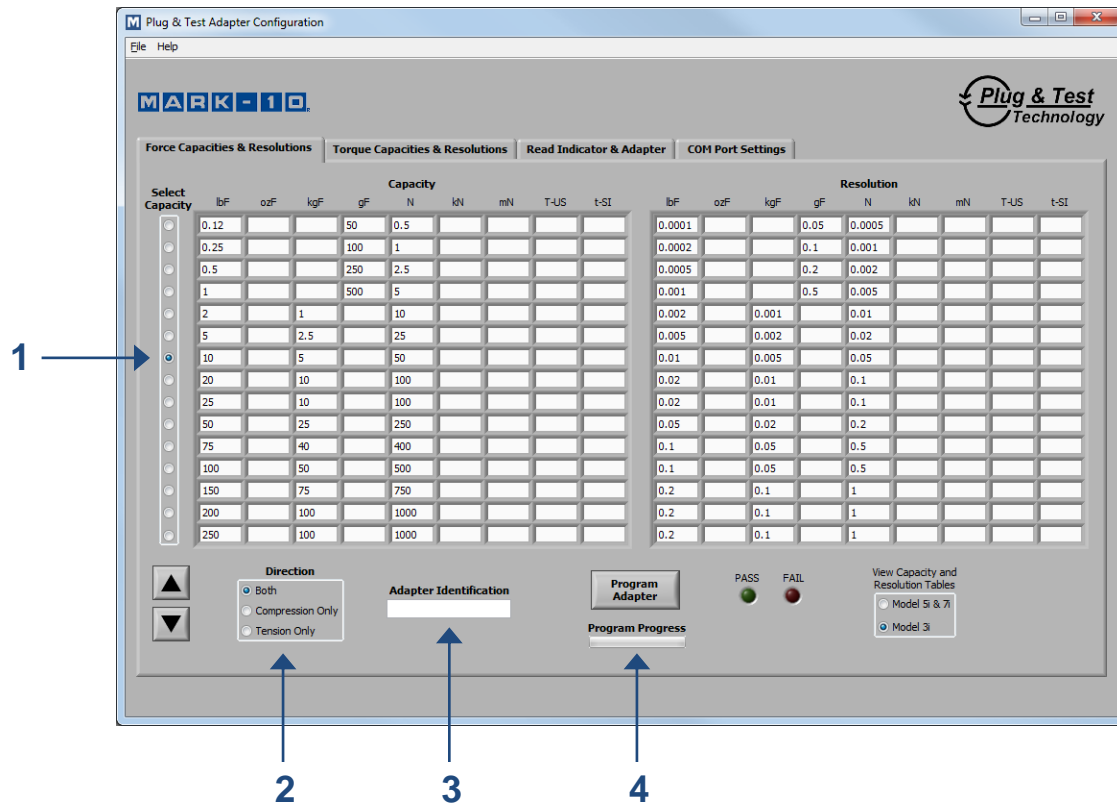 M Plug & Test Adapter Configuration
File Help
MARK-10
Plug & Test
Technology
Force Capacities & Resolutions Torque Capacities & Resolutions Read Indicator & Adapter COM Port Settings
Capacity Resolution
Select
Capacity lbF ozF kgF gF N kN mN T-US t-SI lbF ozF kgF gF N kN mN T-US t-SI
0.12 50 0.5 0.0001 0.05 0.0005
0.25 100 1 0.0002 0.1 0.001
0.5 250 2.5 0.0005 0.2 0.002
1 500 5 0.001 0.5 0.005
2 1 10 0.002 0.001 0.01
5 2.5 25 0.005 0.002 0.02
1 10 5 50 0.01 0.005 0.05
20 10 100 0.02 0.01 0.1
25 10 100 0.02 0.01 0.1
50 25 250 0.05 0.02 0.2
75 40 400 0.1 0.05 0.5
100 50 500 0.1 0.05 0.5
150 75 750 0.2 0.1 1
200 100 1000 0.2 0.1 1
250 100 1000 0.2 0.1 1
Direction
Both
Compression Only
Tension Only
Adapter Identification
Program
Adapter
Program Progress
PASS FAIL
View Capacity and
Resolution Tables
Model 5i & 7i
Model 3i
2 3 4